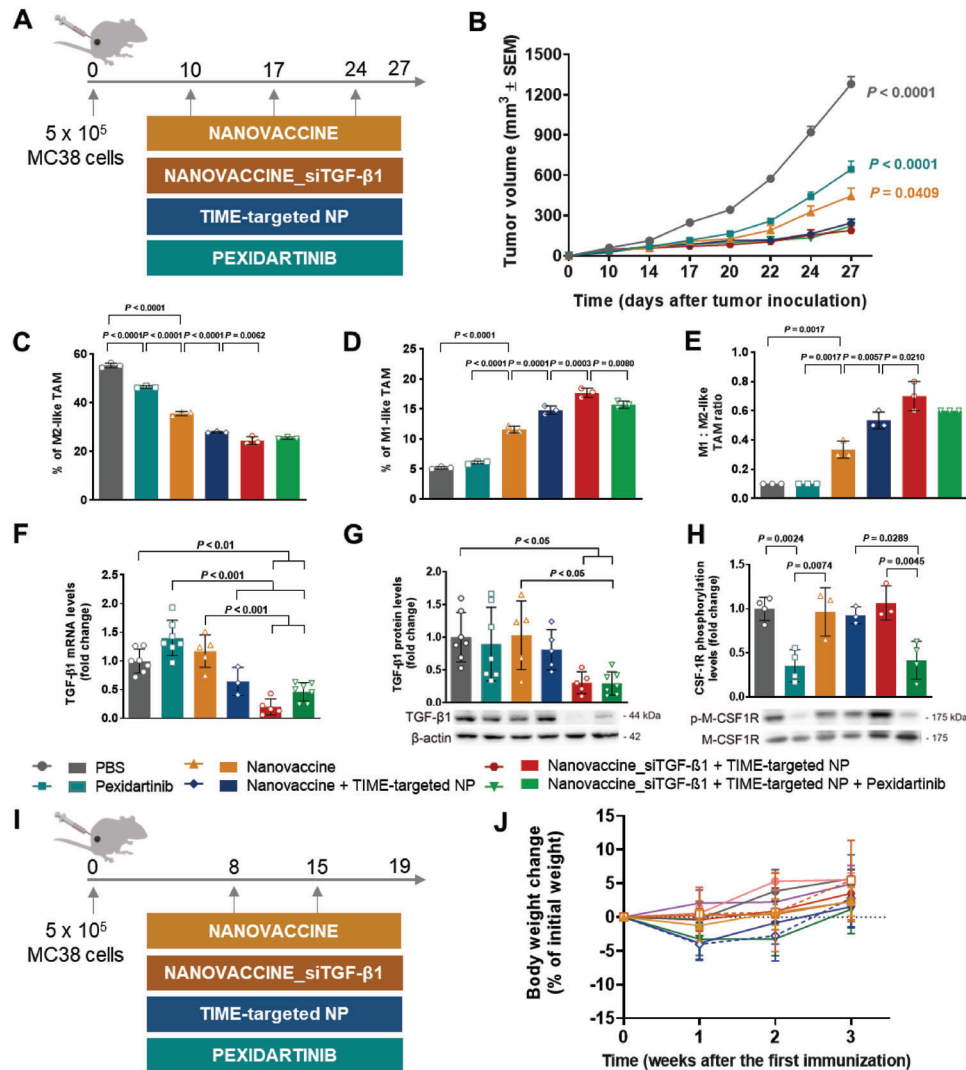 A
0
10
17
24
27
5 x 10⁵
MC38 cells
NANOVACCINE
NANOVACCINE_siTGF-β1
TIME-targeted NP
PEXIDARTINIB
B
Tumor volume (mm³ ± SEM)
1500
1200
900
600
300
0
P < 0.0001
P < 0.0001
P = 0.0409
0 10 14 17 20 22 24 27
Time (days after tumor inoculation)
C
P < 0.0001
P < 0.0001 P < 0.0001 P < 0.0001 P = 0.0062
% of M2-like TAM
60
40
20
0
D
P < 0.0001
P < 0.0001 P = 0.0001 P = 0.0003 P = 0.0080
% of M1-like TAM
25
20
15
10
5
0
E
P = 0.0017
P = 0.0017 P = 0.0057 P = 0.0210
M1 : M2-like
TAM ratio
1.0
0.8
0.6
0.4
0.2
0.0
F
P < 0.01
P < 0.001
P < 0.001
TGF-β1 mRNA levels
(fold change)
2.0
1.5
1.0
0.5
0.0
G
P < 0.05
P < 0.05
TGF-β1 protein levels
(fold change)
2.0
1.5
1.0
0.5
0.0
TGF-β1
- 44 kDa
β-actin
- 42
H
P = 0.0024
P = 0.0289
P = 0.0074
P = 0.0045
CSF-1R phosphorylation
levels (fold change)
1.5
1.0
0.5
0.0
p-M-CSF1R
- 175 kDa
M-CSF1R
- 175
PBS
Nanovaccine
Nanovaccine_siTGF-ß1 + TIME-targeted NP
Pexidartinib
Nanovaccine + TIME-targeted NP
Nanovaccine_siTGF-ß1 + TIME-targeted NP + Pexidartinib
I
0
8
15
19
5 x 10⁵
MC38 cells
NANOVACCINE
NANOVACCINE_siTGF-β1
TIME-targeted NP
PEXIDARTINIB
J
Body weight change
(% of initial weight)
15
10
5
0
-5
-10
-15
0 1 2 3
Time (weeks after the first immunization)